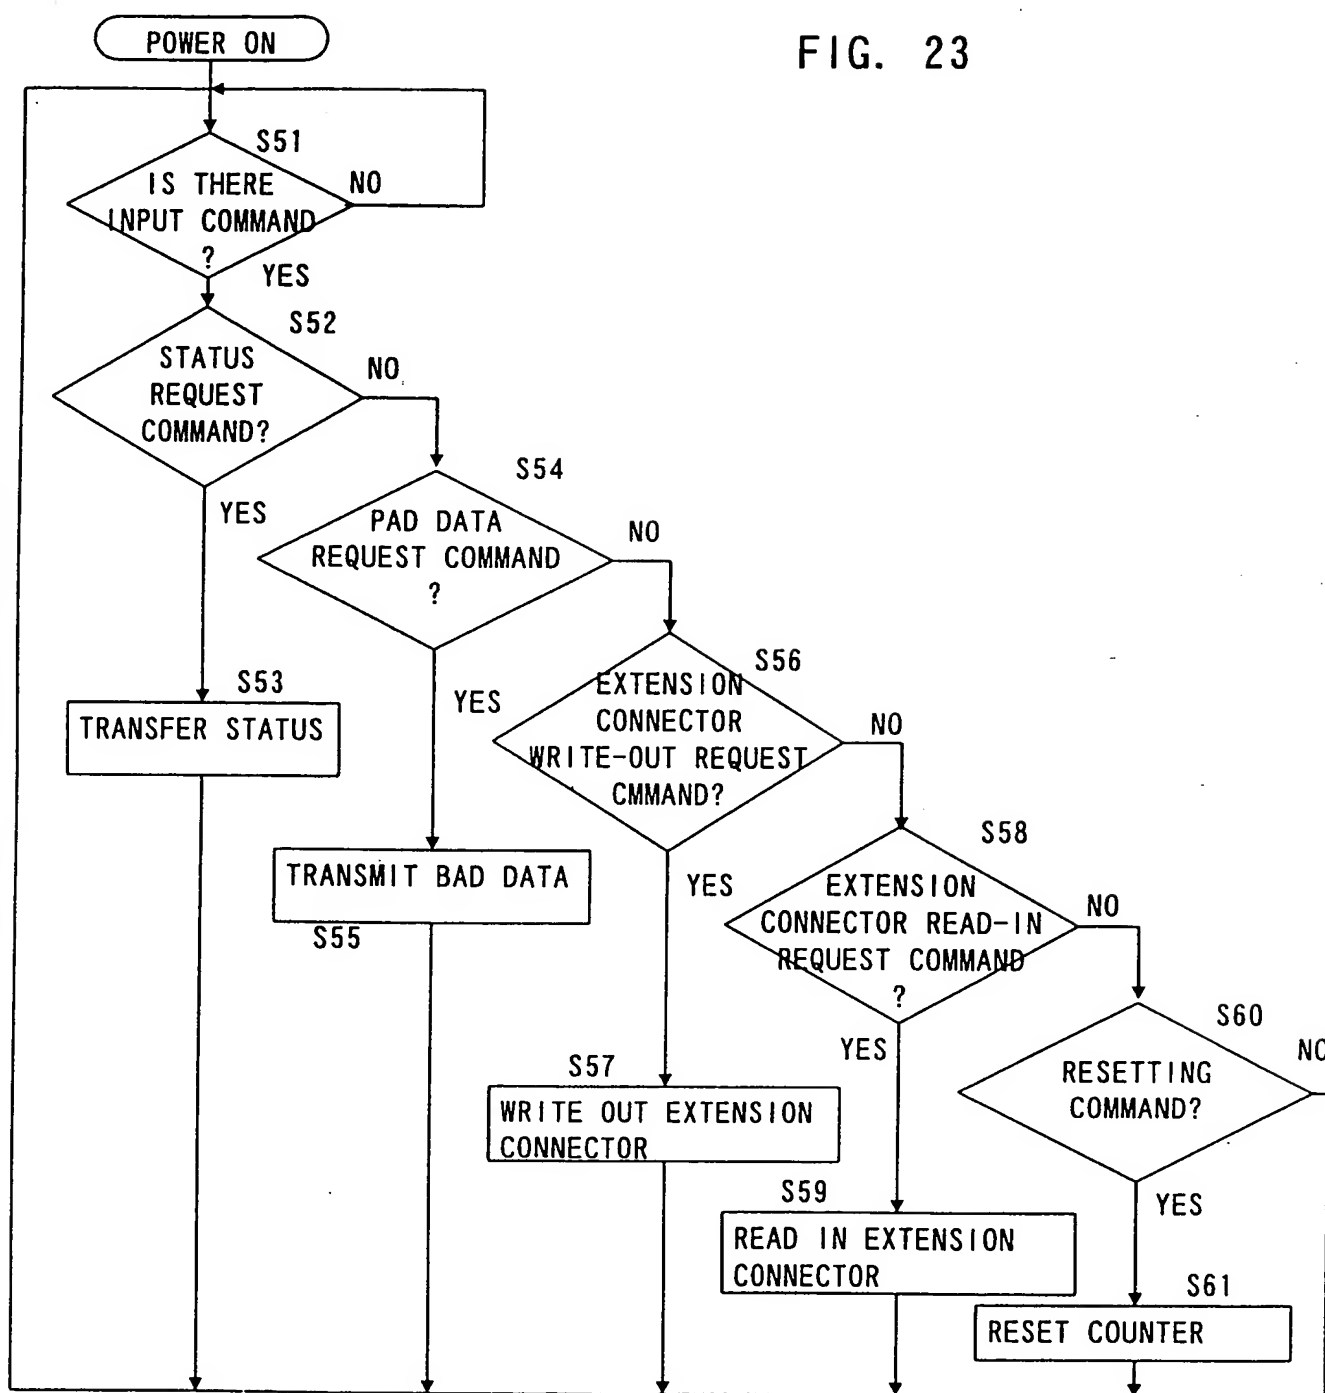 POWER ON
FIG. 23
S51
IS THERE
INPUT COMMAND
?
NO
YES
S52
STATUS
REQUEST
COMMAND?
NO
YES
S54
PAD DATA
REQUEST COMMAND
?
NO
YES
S53
TRANSFER STATUS
S56
EXTENSION
CONNECTOR
WRITE-OUT REQUEST
CMMAND?
NO
YES
TRANSMIT BAD DATA
S55
S58
EXTENSION
CONNECTOR READ-IN
REQUEST COMMAND
?
NO
YES
S57
WRITE OUT EXTENSION
CONNECTOR
S60
RESETTING
COMMAND?
NO
YES
S59
READ IN EXTENSION
CONNECTOR
S61
RESET COUNTER